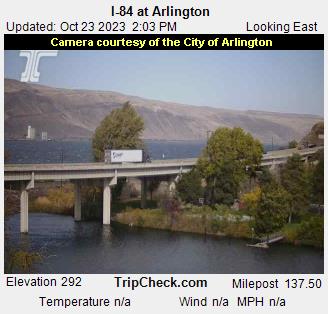 I-84 at Arlington
Updated: Oct 23 2023 2:03 PM Looking East
Camera courtesy of the City of Arlington
Elevation 292 TripCheck.com Milepost 137.50
Temperature n/a Wind n/a MPH n/a